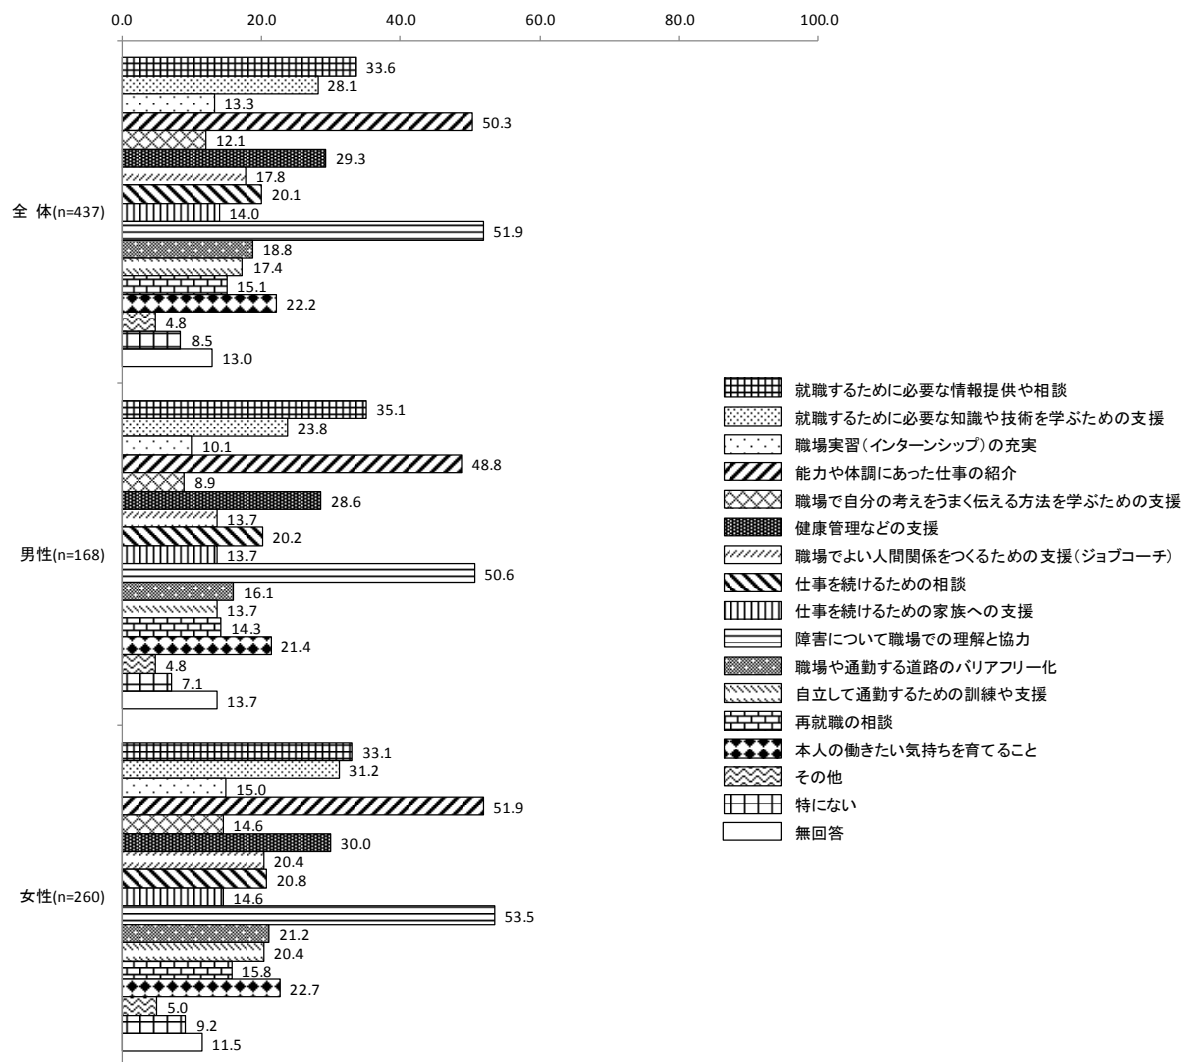 0.0 20.0 40.0 60.0 80.0 100.0
33.6
28.1
13.3
50.3
12.1
29.3
17.8
20.1
全 体(n=437)
14.0
51.9
18.8
17.4
15.1
22.2
4.8
8.5
13.0
35.1
23.8
10.1
48.8
8.9
28.6
13.7
20.2
男性(n=168)
13.7
50.6
16.1
13.7
14.3
21.4
4.8
7.1
13.7
33.1
31.2
15.0
51.9
14.6
30.0
20.4
20.8
女性(n=260)
14.6
53.5
21.2
20.4
15.8
22.7
5.0
9.2
11.5
就職するために必要な情報提供や相談
就職するために必要な知識や技術を学ぶための支援
職場実習(インターンシップ)の充実
能力や体調にあった仕事の紹介
職場で自分の考えをうまく伝える方法を学ぶための支援
健康管理などの支援
職場でよい人間関係をつくるための支援(ジョブコーチ)
仕事を続けるための相談
仕事を続けるための家族への支援
障害について職場での理解と協力
職場や通勤する道路のバリアフリー化
自立して通勤するための訓練や支援
再就職の相談
本人の働きたい気持ちを育てること
その他
特にない
無回答